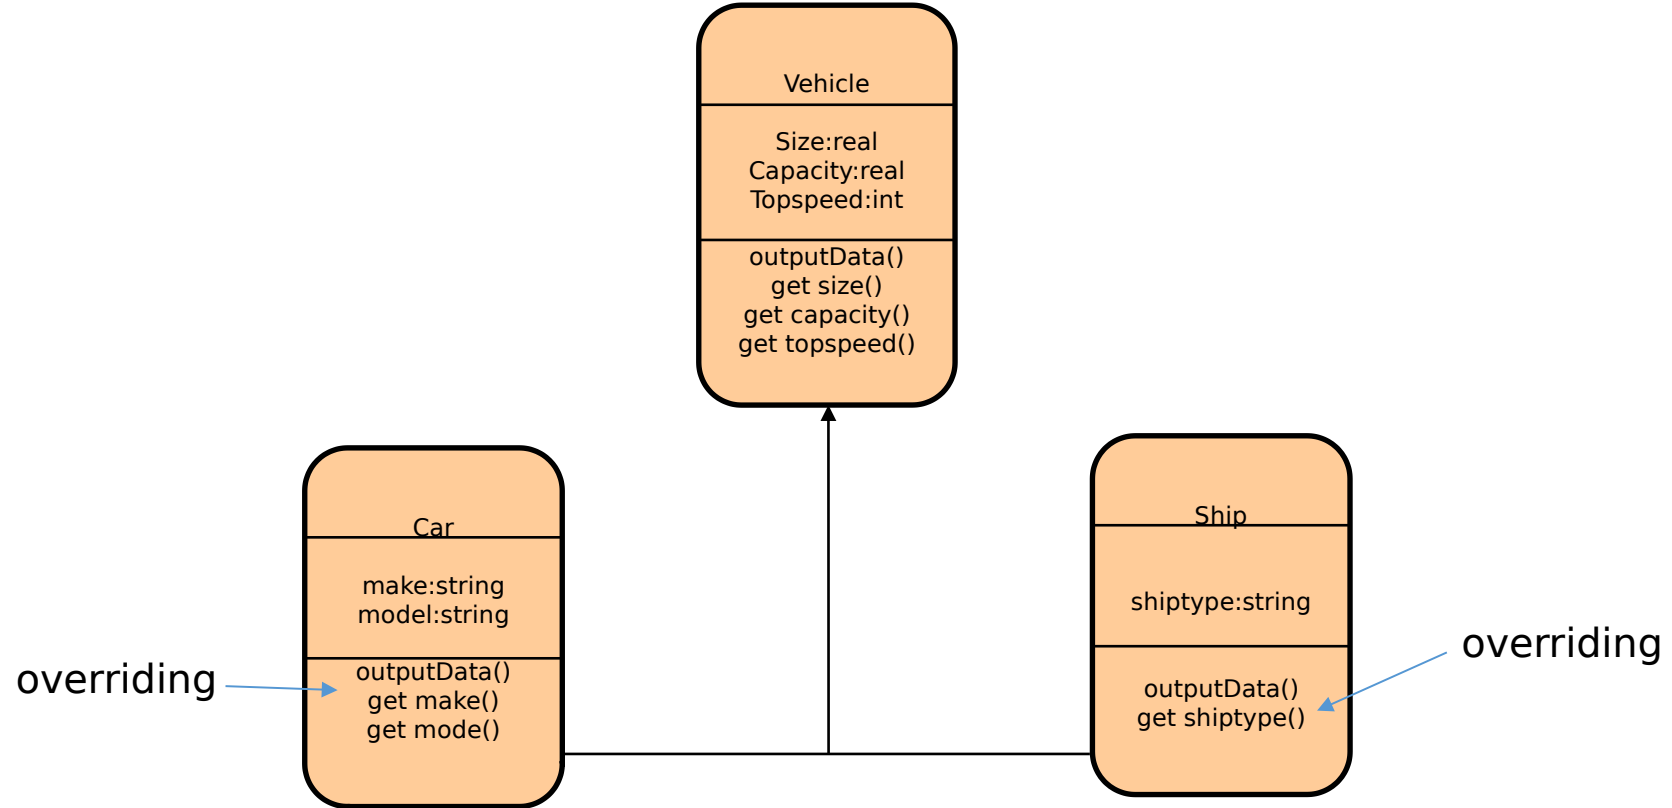 Vehicle
Size:real
Capacity:real
Topspeed:int
outputData()
get size()
get capacity()
get topspeed()
Car
make:string
model:string
outputData()
get make()
get mode()
overriding
Ship
shiptype:string
outputData()
get shiptype()
overriding